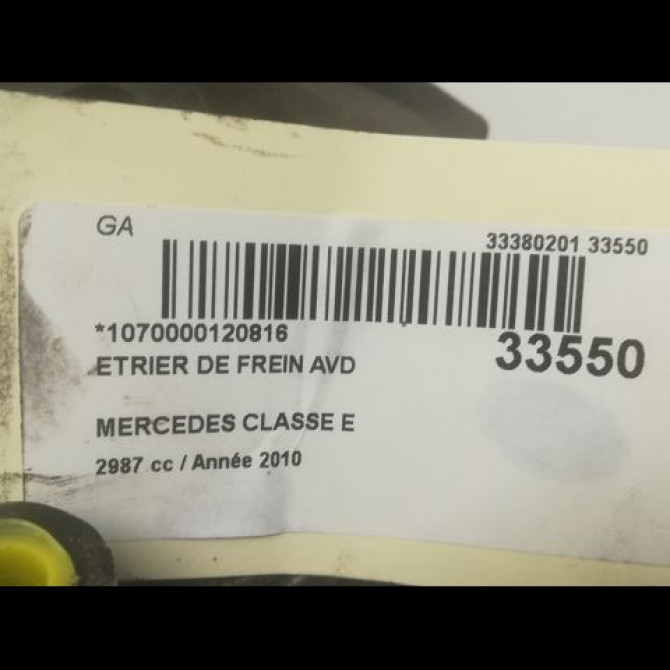 GA
33380201 33550
*1070000120816
33550
ETRIER DE FREIN AVD
MERCEDES CLASSE E
2987 cc / Année 2010